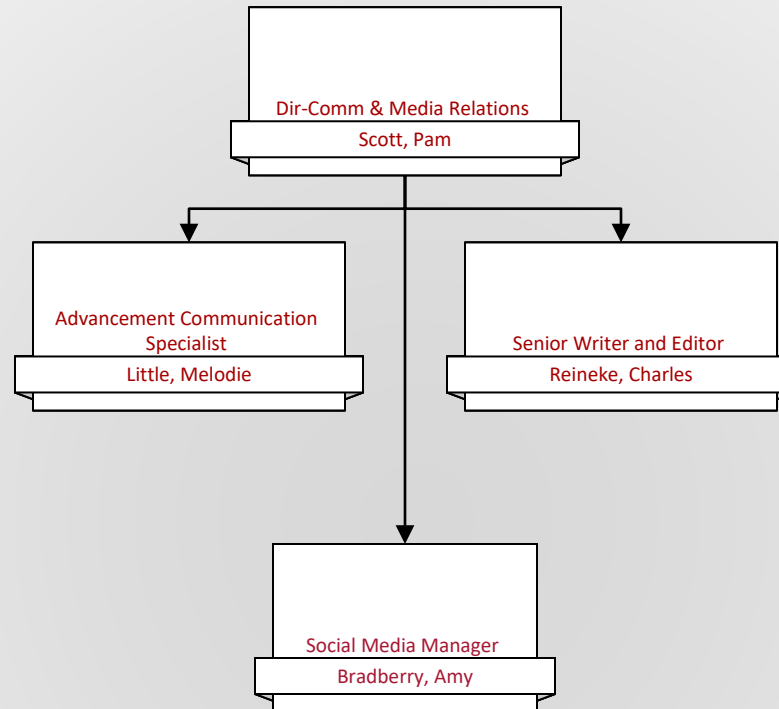 Dir-Comm & Media Relations
Scott, Pam
Advancement Communication
Specialist
Little, Melodie
Senior Writer and Editor
Reineke, Charles
Social Media Manager
Bradberry, Amy